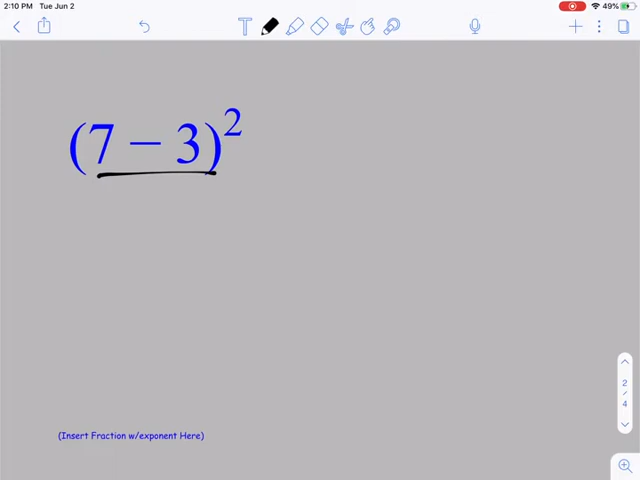 2:10 PM Tue Jun 2 49%
T
(7 − 3)²
2
/
4
(Insert Fraction w/exponent Here)